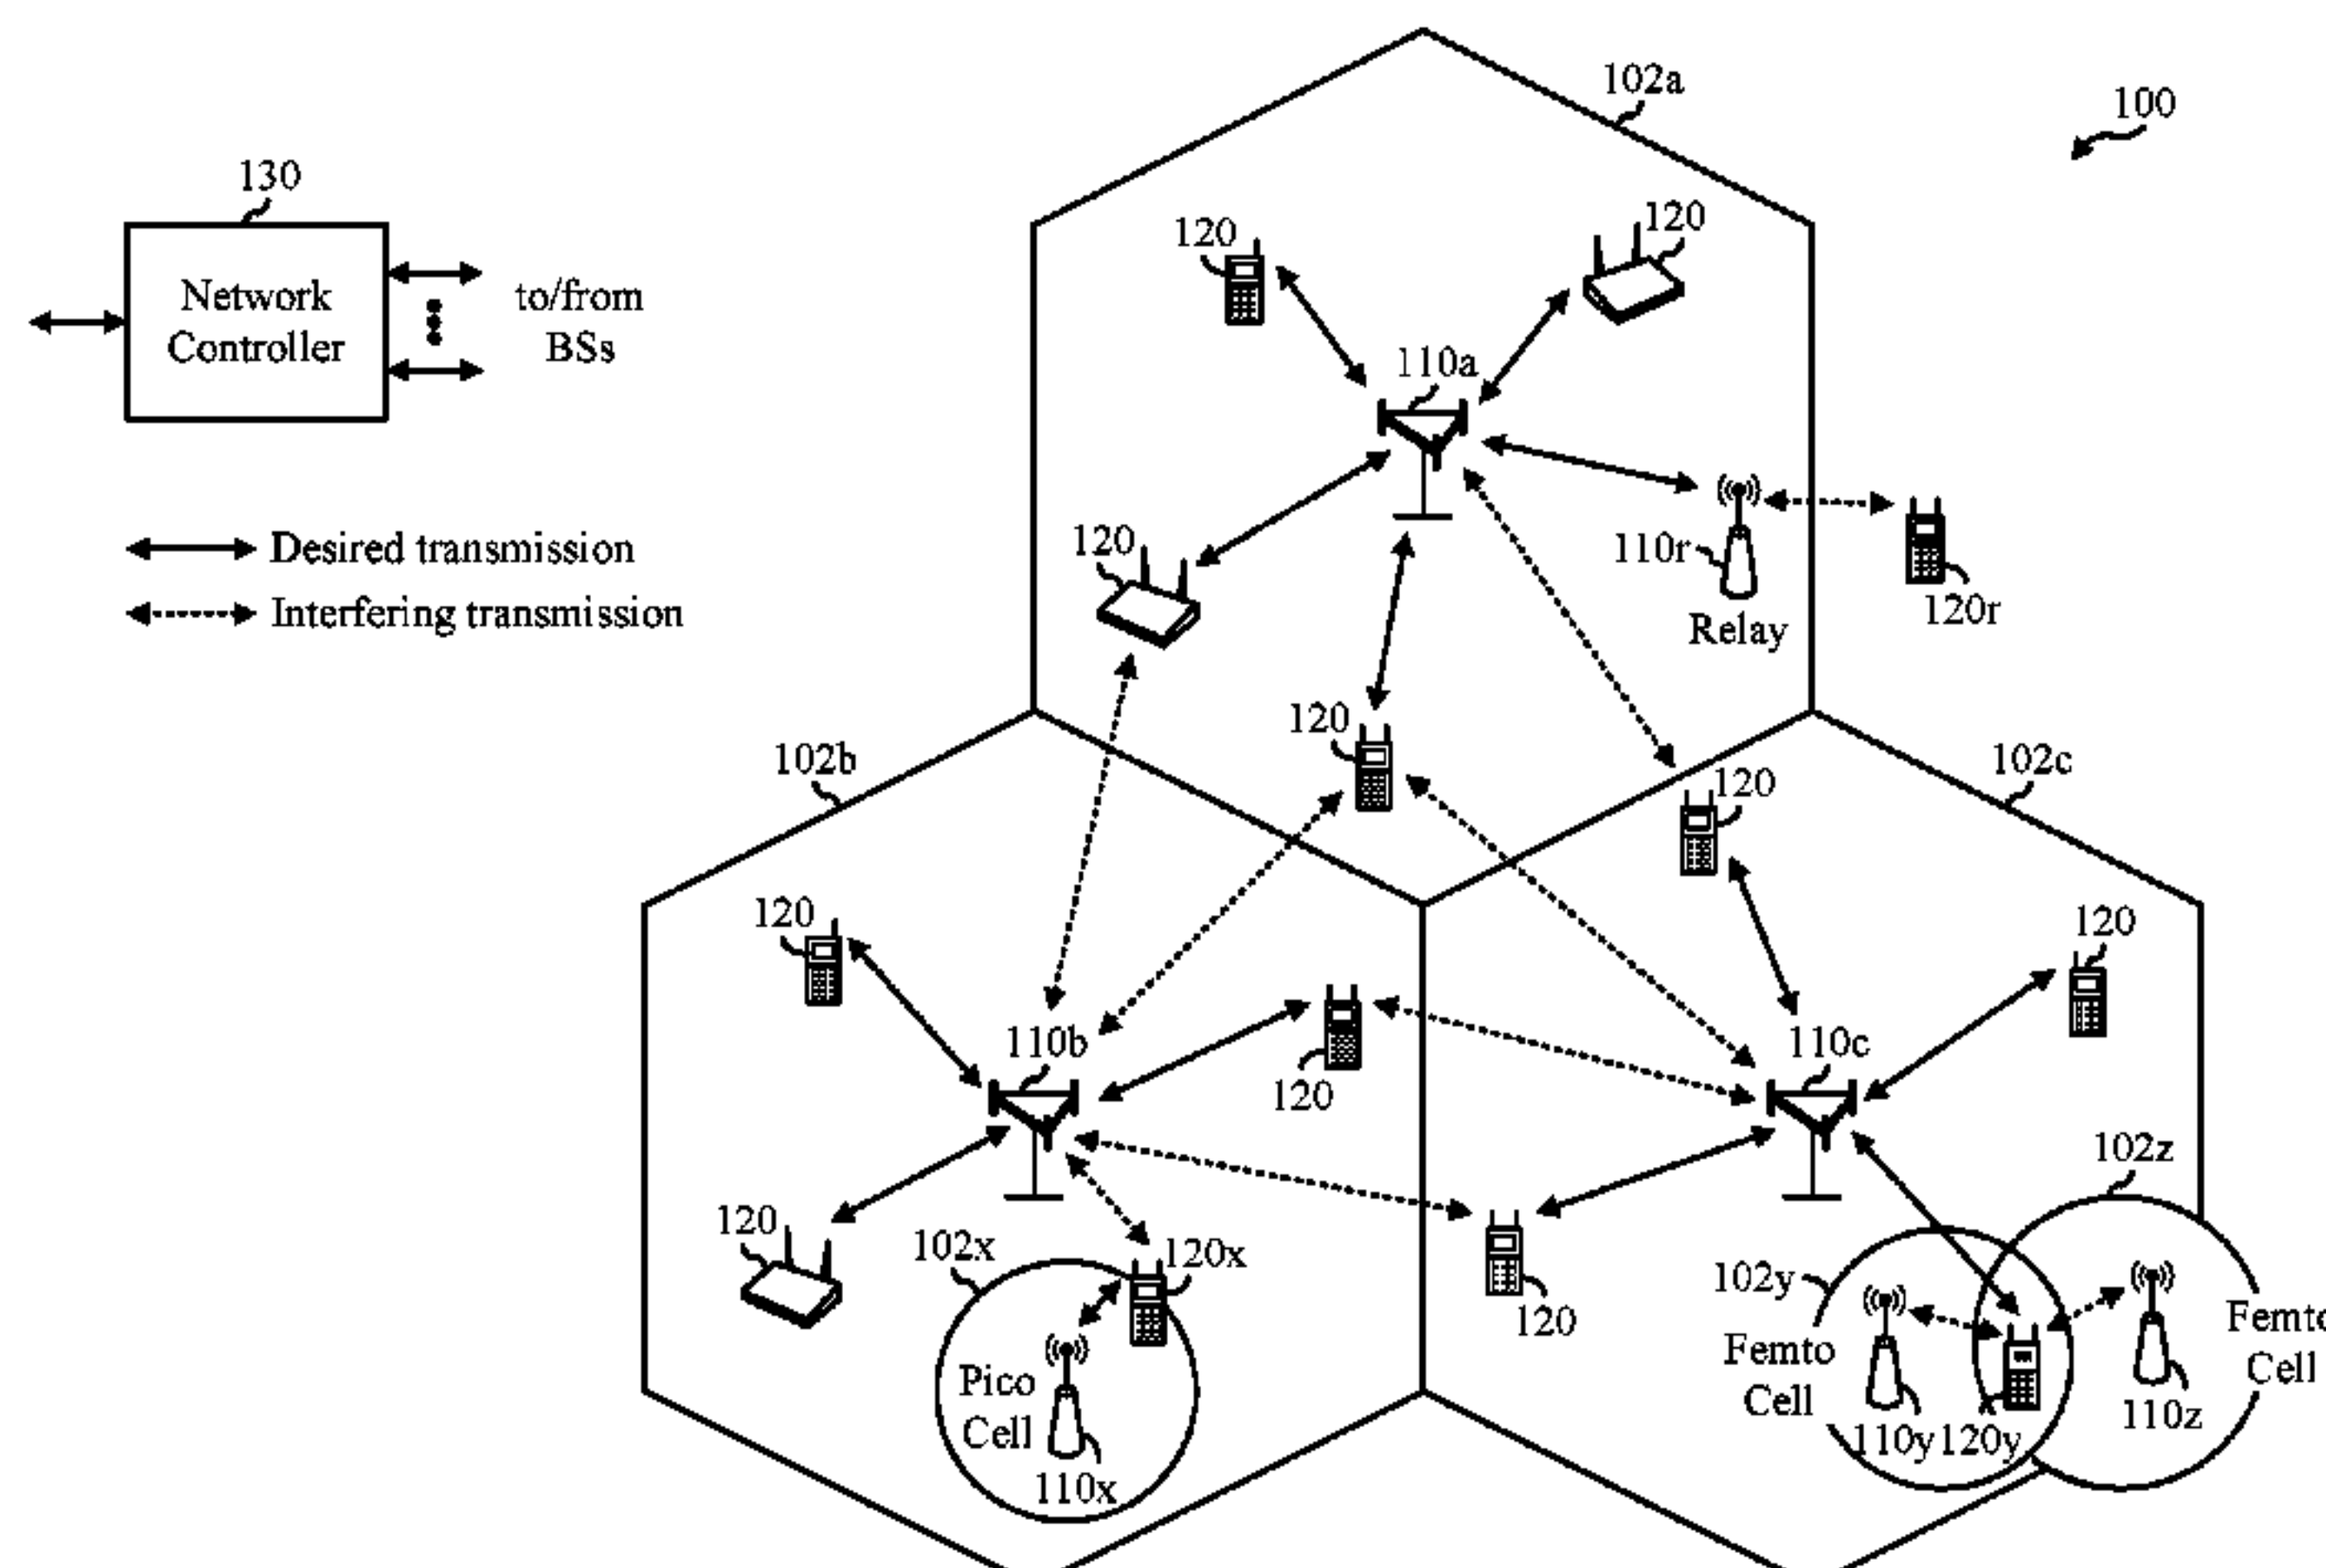 102a
100
130
120
120
Network
Controller
to/from
BSs
110a
Desired transmission
Interfering transmission
120
110r
120r
Relay
120
102b
102c
120
120
120
110b
110c
120
102z
120
102x
120x
102y
120
Femto
Cell
Femto
Cell
Pico
Cell
110y
120y
110z
110x